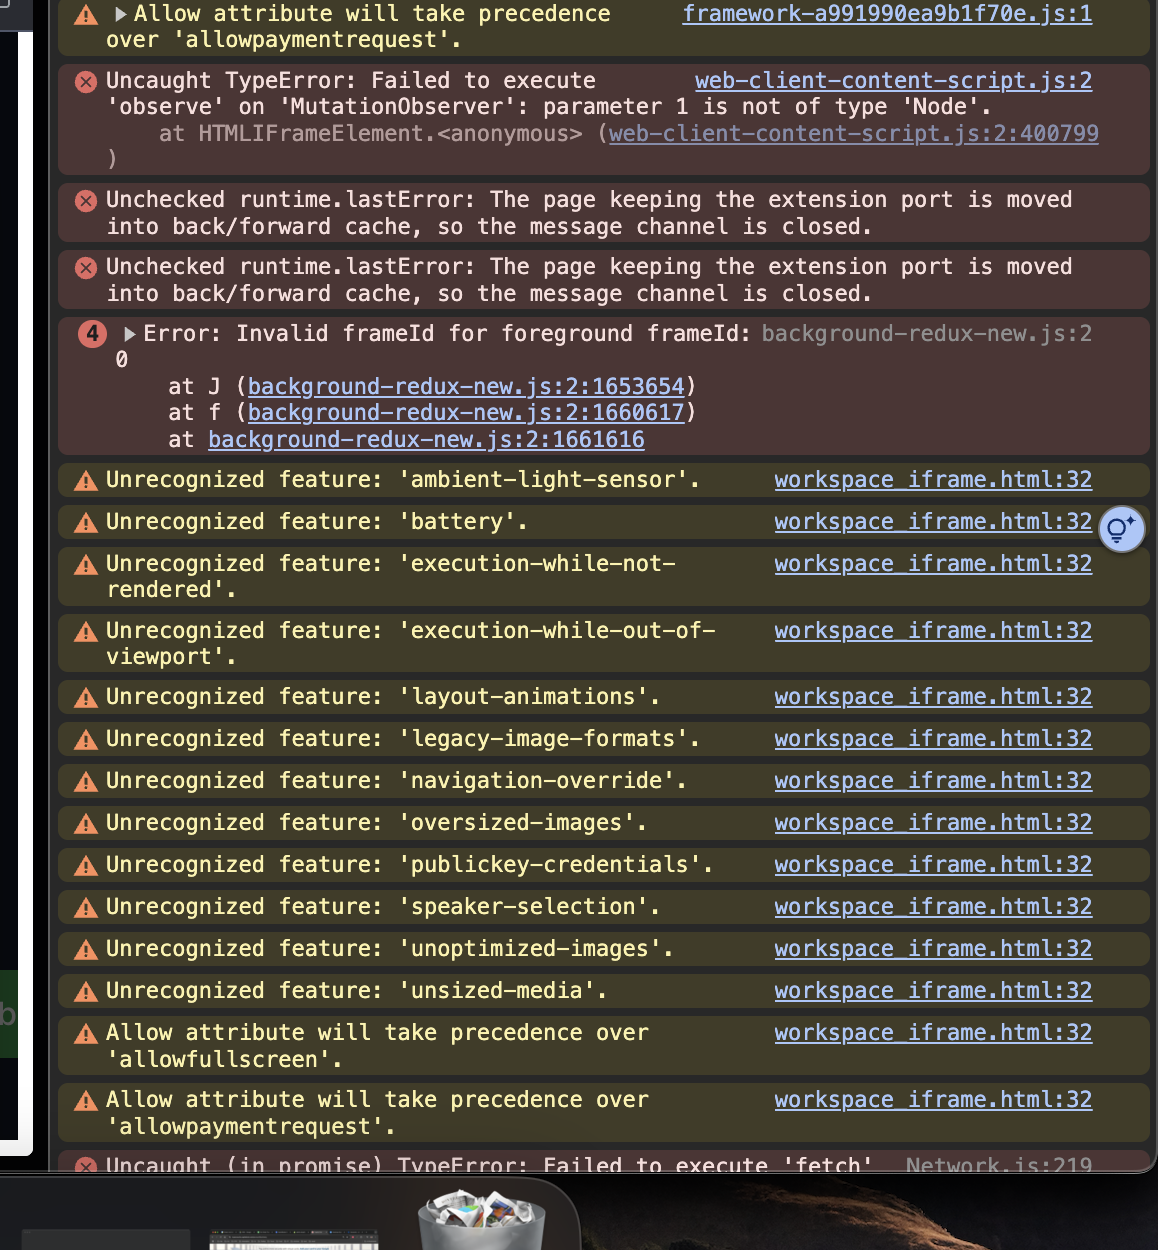 Allow attribute will take precedence framework-a991990ea9b1f70e.js:1
over 'allowpaymentrequest'.
Uncaught TypeError: Failed to execute web-client-content-script.js:2
'observe' on 'MutationObserver': parameter 1 is not of type 'Node'.
at HTMLIFrameElement.<anonymous> (web-client-content-script.js:2:400799
)
Unchecked runtime.lastError: The page keeping the extension port is moved
into back/forward cache, so the message channel is closed.
Unchecked runtime.lastError: The page keeping the extension port is moved
into back/forward cache, so the message channel is closed.
4 Error: Invalid frameId for foreground frameId: background-redux-new.js:2
0
at J (background-redux-new.js:2:1653654)
at f (background-redux-new.js:2:1660617)
at background-redux-new.js:2:1661616
Unrecognized feature: 'ambient-light-sensor'. workspace_iframe.html:32
Unrecognized feature: 'battery'. workspace_iframe.html:32
Unrecognized feature: 'execution-while-not- workspace_iframe.html:32
rendered'.
Unrecognized feature: 'execution-while-out-of- workspace_iframe.html:32
viewport'.
Unrecognized feature: 'layout-animations'. workspace_iframe.html:32
Unrecognized feature: 'legacy-image-formats'. workspace_iframe.html:32
Unrecognized feature: 'navigation-override'. workspace_iframe.html:32
Unrecognized feature: 'oversized-images'. workspace_iframe.html:32
Unrecognized feature: 'publickey-credentials'. workspace_iframe.html:32
Unrecognized feature: 'speaker-selection'. workspace_iframe.html:32
Unrecognized feature: 'unoptimized-images'. workspace_iframe.html:32
Unrecognized feature: 'unsized-media'. workspace_iframe.html:32
b
Allow attribute will take precedence over workspace_iframe.html:32
'allowfullscreen'.
Allow attribute will take precedence over workspace_iframe.html:32
'allowpaymentrequest'.
Uncaught (in promise) TypeError: Failed to execute 'fetch' Network.js:219